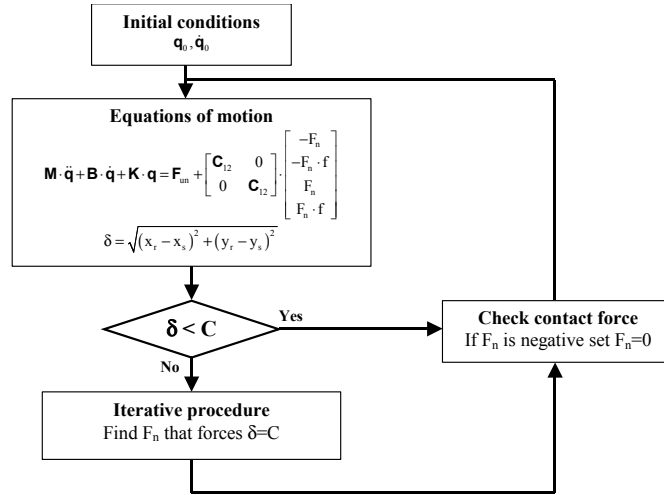 Initial conditions
q₀, q̇₀
Equations of motion
M·q̈+B·q̇+K·q = Fᵤₙ + [C₁₂ 0; 0 C₁₂] · [−Fₙ; −Fₙ·f; Fₙ; Fₙ·f]
δ = √((xᵣ − xₛ)² + (yᵣ − yₛ)²)
δ < C
Yes
No
Check contact force
If Fₙ is negative set Fₙ=0
Iterative procedure
Find Fₙ that forces δ=C